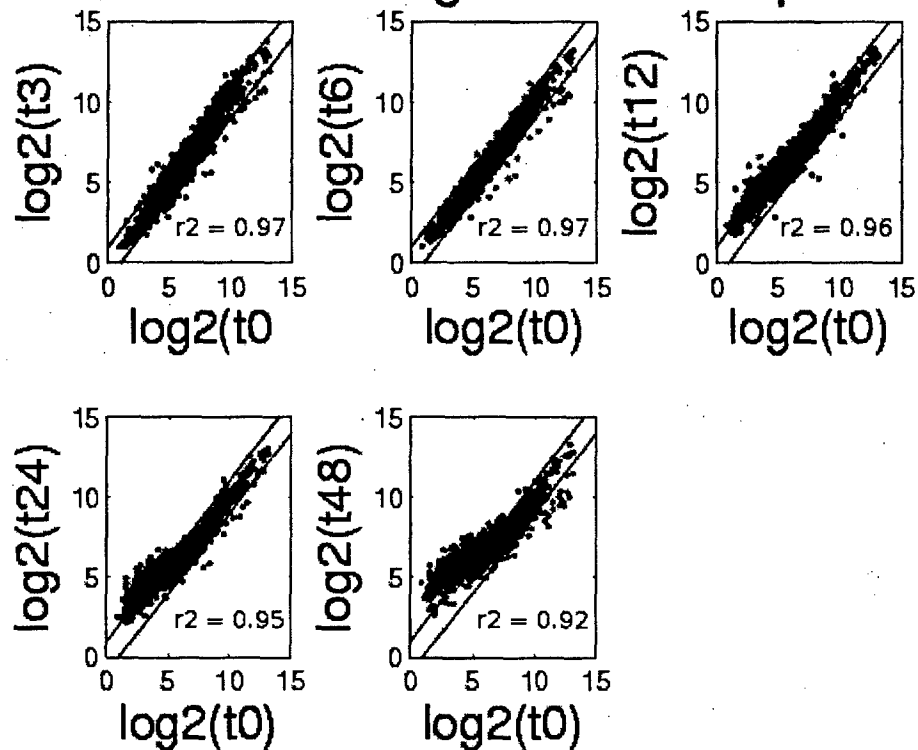 log2(t3) 15 10 5 0 r2 = 0.97 0 5 10 15 log2(t0
log2(t6) 15 10 5 0 r2 = 0.97 0 5 10 15 log2(t0)
log2(t12) 15 10 5 0 r2 = 0.96 0 5 10 15 log2(t0)
log2(t24) 15 10 5 0 r2 = 0.95 0 5 10 15 log2(t0)
log2(t48) 15 10 5 0 r2 = 0.92 0 5 10 15 log2(t0)